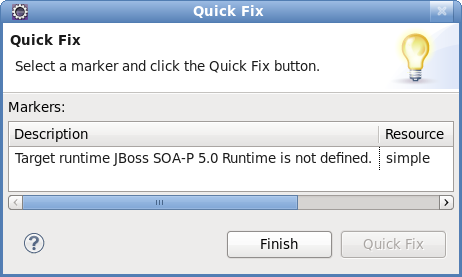 Quick Fix
Quick Fix
Select a marker and click the Quick Fix button.
Markers:
Description Resource
Target runtime JBoss SOA-P 5.0 Runtime is not defined. simple
? Finish Quick Fix